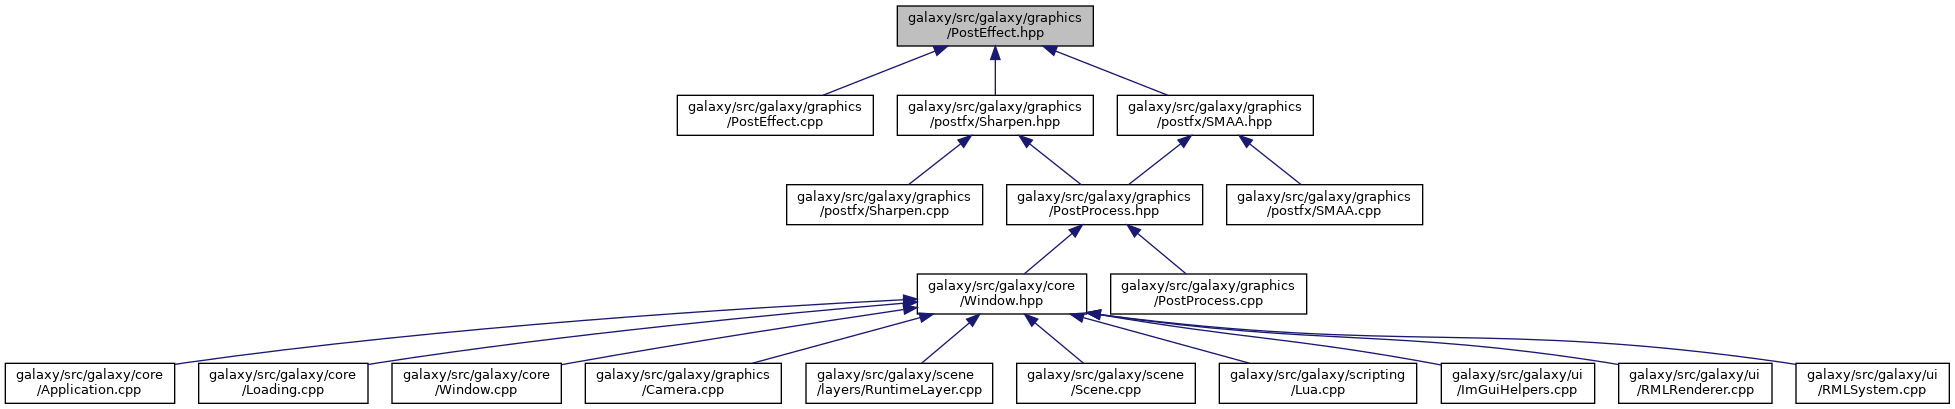 galaxy/src/galaxy/graphics
/PostEffect.hpp
galaxy/src/galaxy/graphics
/PostEffect.cpp
galaxy/src/galaxy/graphics
/postfx/Sharpen.hpp
galaxy/src/galaxy/graphics
/postfx/SMAA.hpp
galaxy/src/galaxy/graphics
/postfx/Sharpen.cpp
galaxy/src/galaxy/graphics
/PostProcess.hpp
galaxy/src/galaxy/graphics
/postfx/SMAA.cpp
galaxy/src/galaxy/core
/Window.hpp
galaxy/src/galaxy/graphics
/PostProcess.cpp
galaxy/src/galaxy/core
/Application.cpp
galaxy/src/galaxy/core
/Loading.cpp
galaxy/src/galaxy/core
/Window.cpp
galaxy/src/galaxy/graphics
/Camera.cpp
galaxy/src/galaxy/scene
/layers/RuntimeLayer.cpp
galaxy/src/galaxy/scene
/Scene.cpp
galaxy/src/galaxy/scripting
/Lua.cpp
galaxy/src/galaxy/ui
/ImGuiHelpers.cpp
galaxy/src/galaxy/ui
/RMLRenderer.cpp
galaxy/src/galaxy/ui
/RMLSystem.cpp